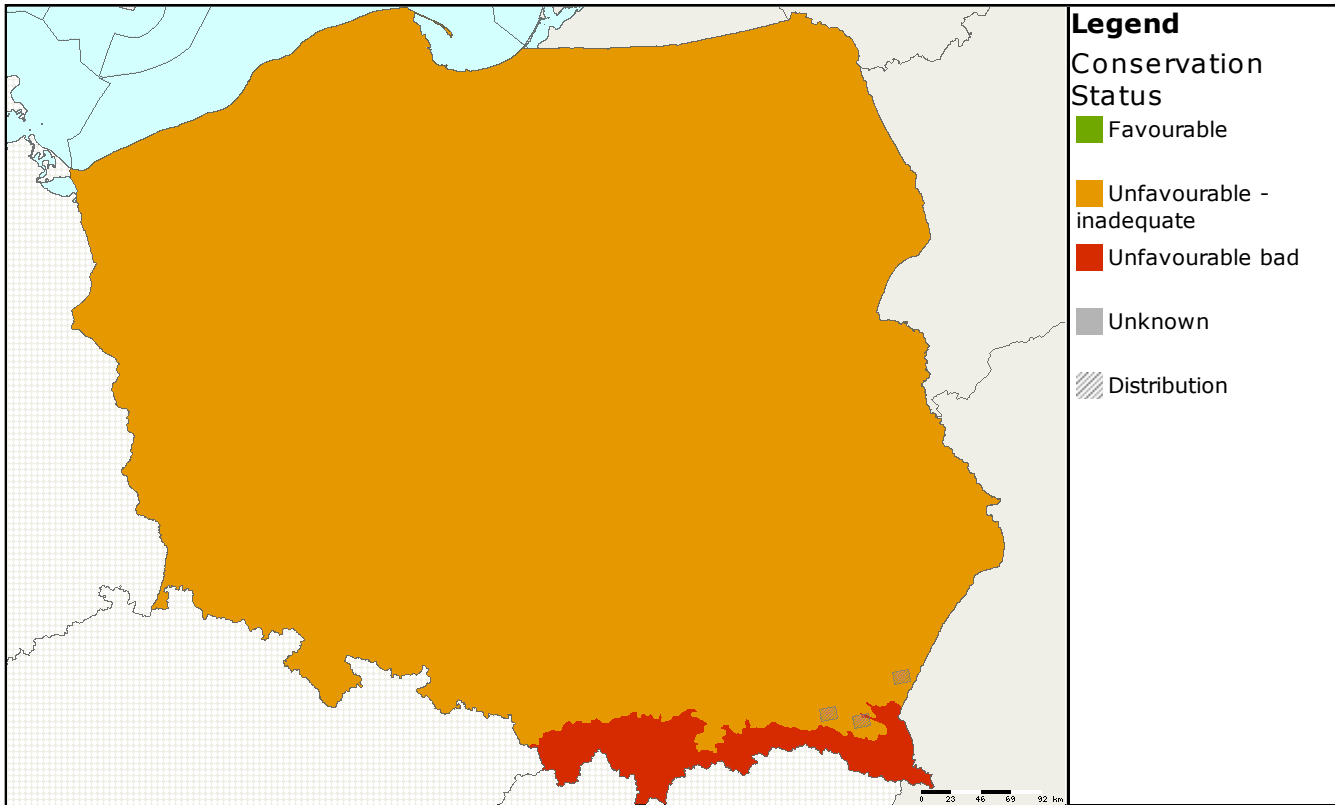 Legend
Conservation
Status
Favourable
Unfavourable -
inadequate
Unfavourable bad
Unknown
Distribution
0 23 46 69 92 km